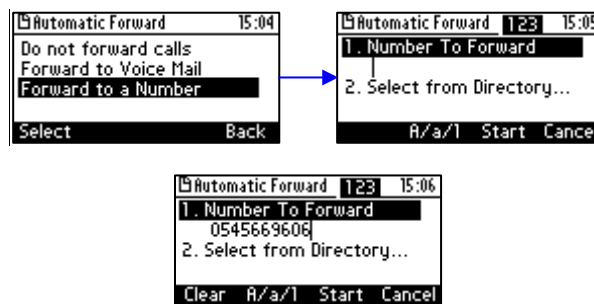 Automatic Forward 15:04
Do not forward calls
Forward to Voice Mail
Forward to a Number
Select Back
Automatic Forward 123 15:05
1. Number To Forward
2. Select from Directory...
A/a/1 Start Cance
Automatic Forward 123 15:06
1. Number To Forward
0545669606
2. Select from Directory...
Clear A/a/1 Start Cancel